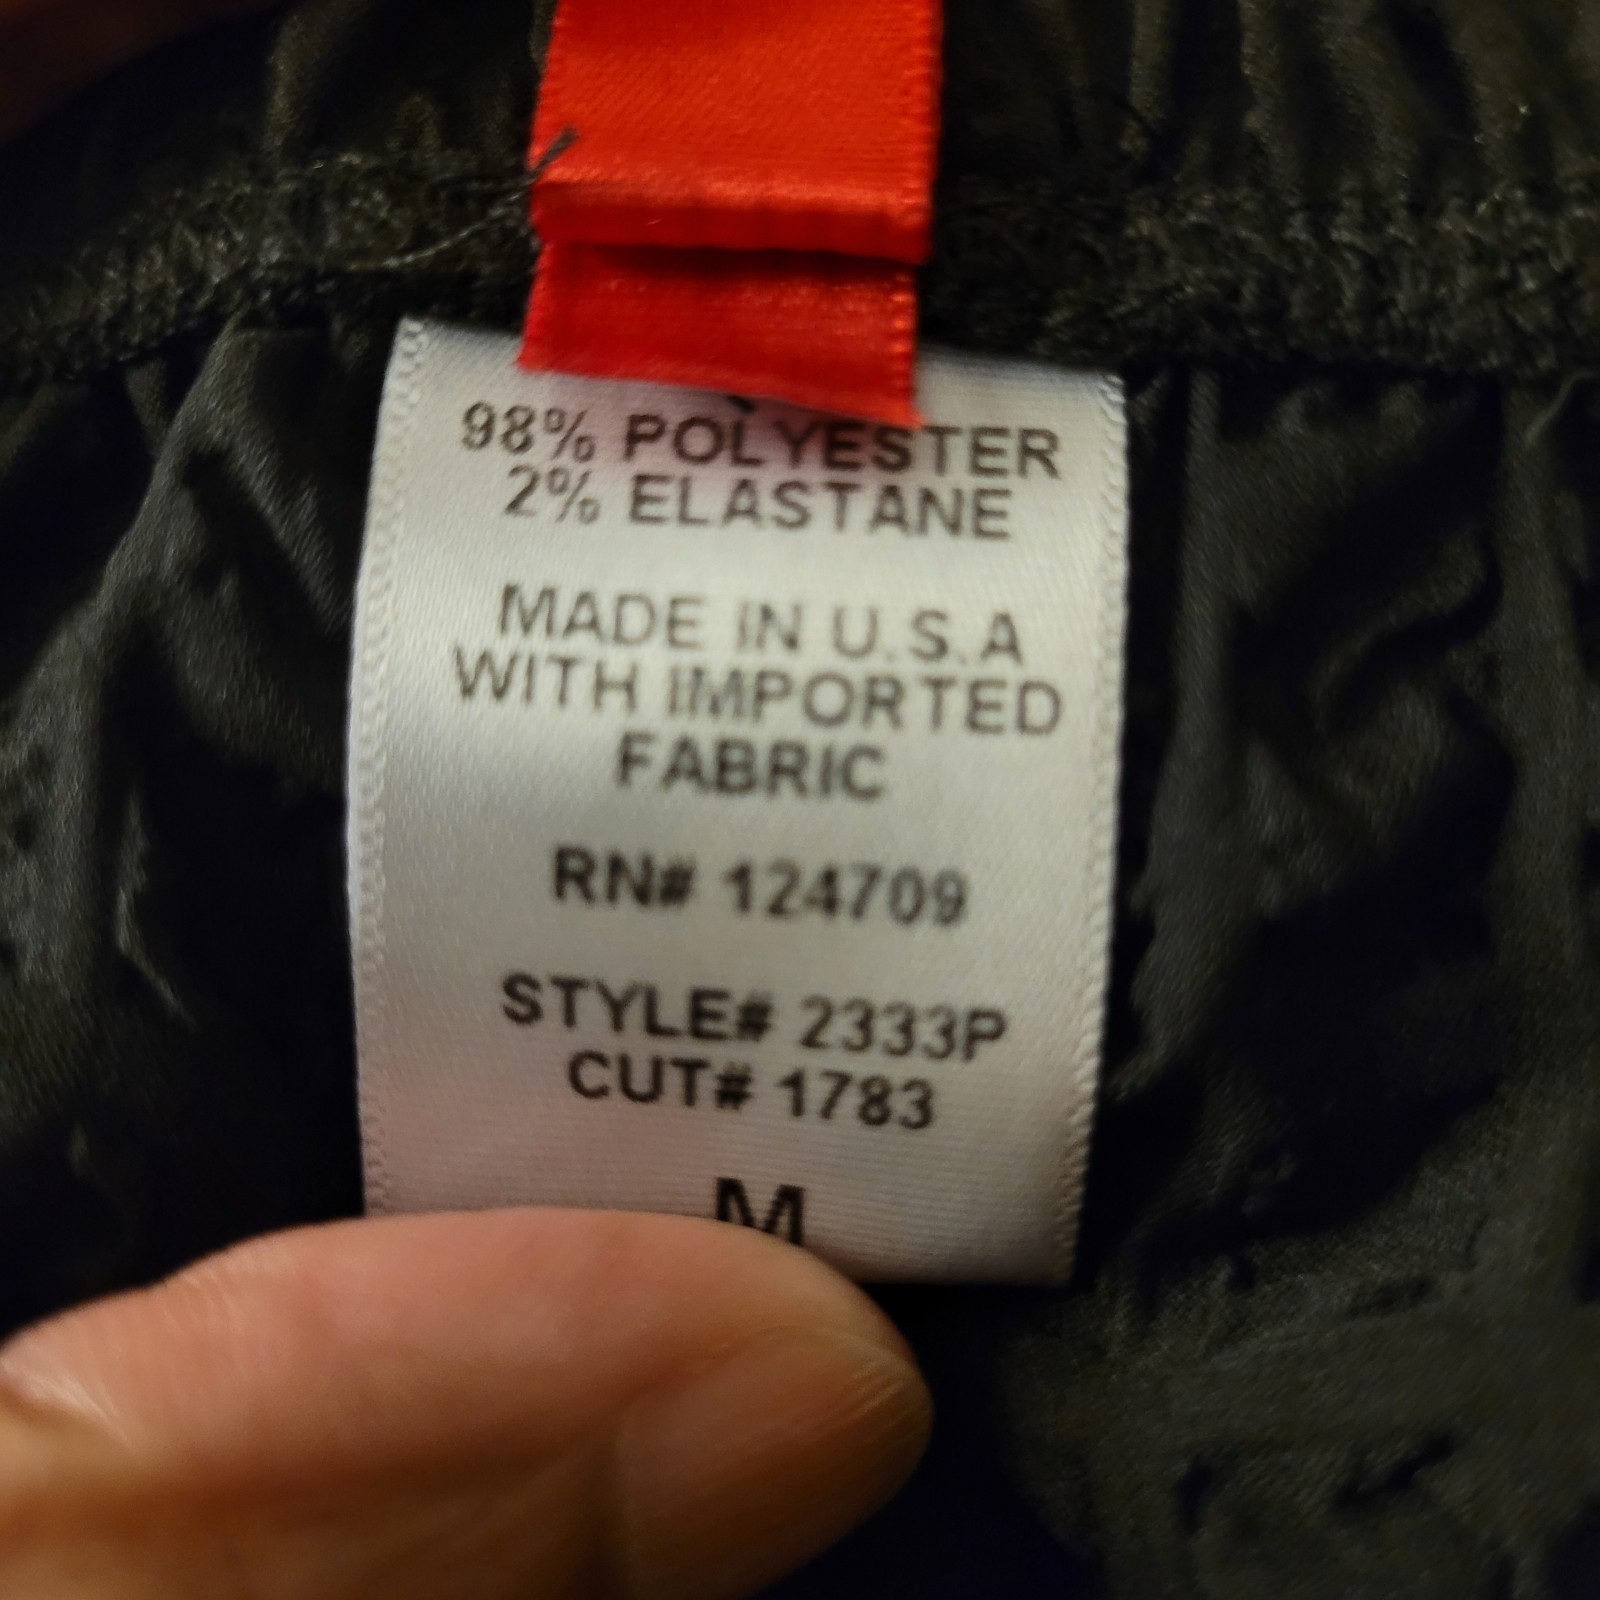 98% POLYESTER
2% ELASTANE
MADE IN U.S.A
WITH IMPORTED
FABRIC
RN# 124709
STYLE# 2333P
CUT# 1783
M